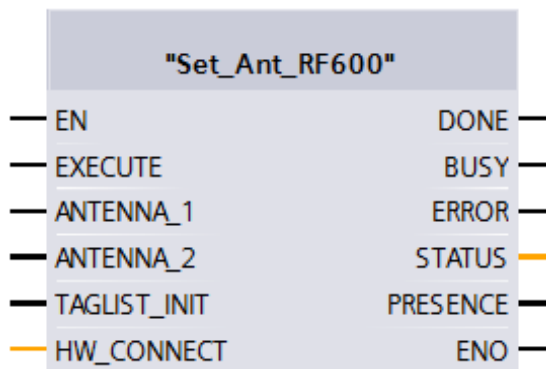 "Set_Ant_RF600"
EN DONE
EXECUTE BUSY
ANTENNA_1 ERROR
ANTENNA_2 STATUS
TAGLIST_INIT PRESENCE
HW_CONNECT ENO